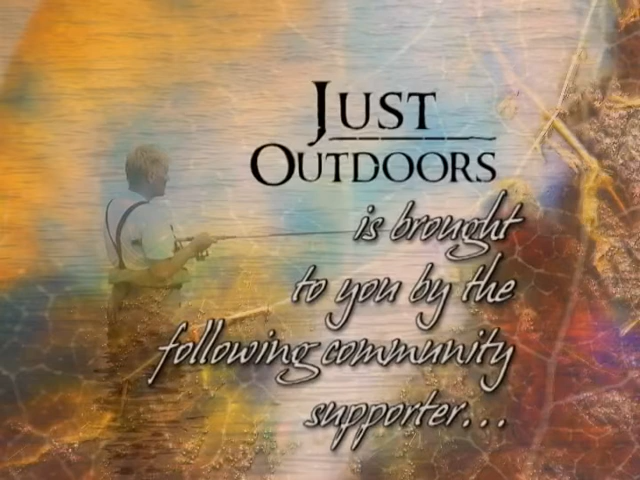 JUST
OUTDOORS
is brought
to you by the
following community
supporter...